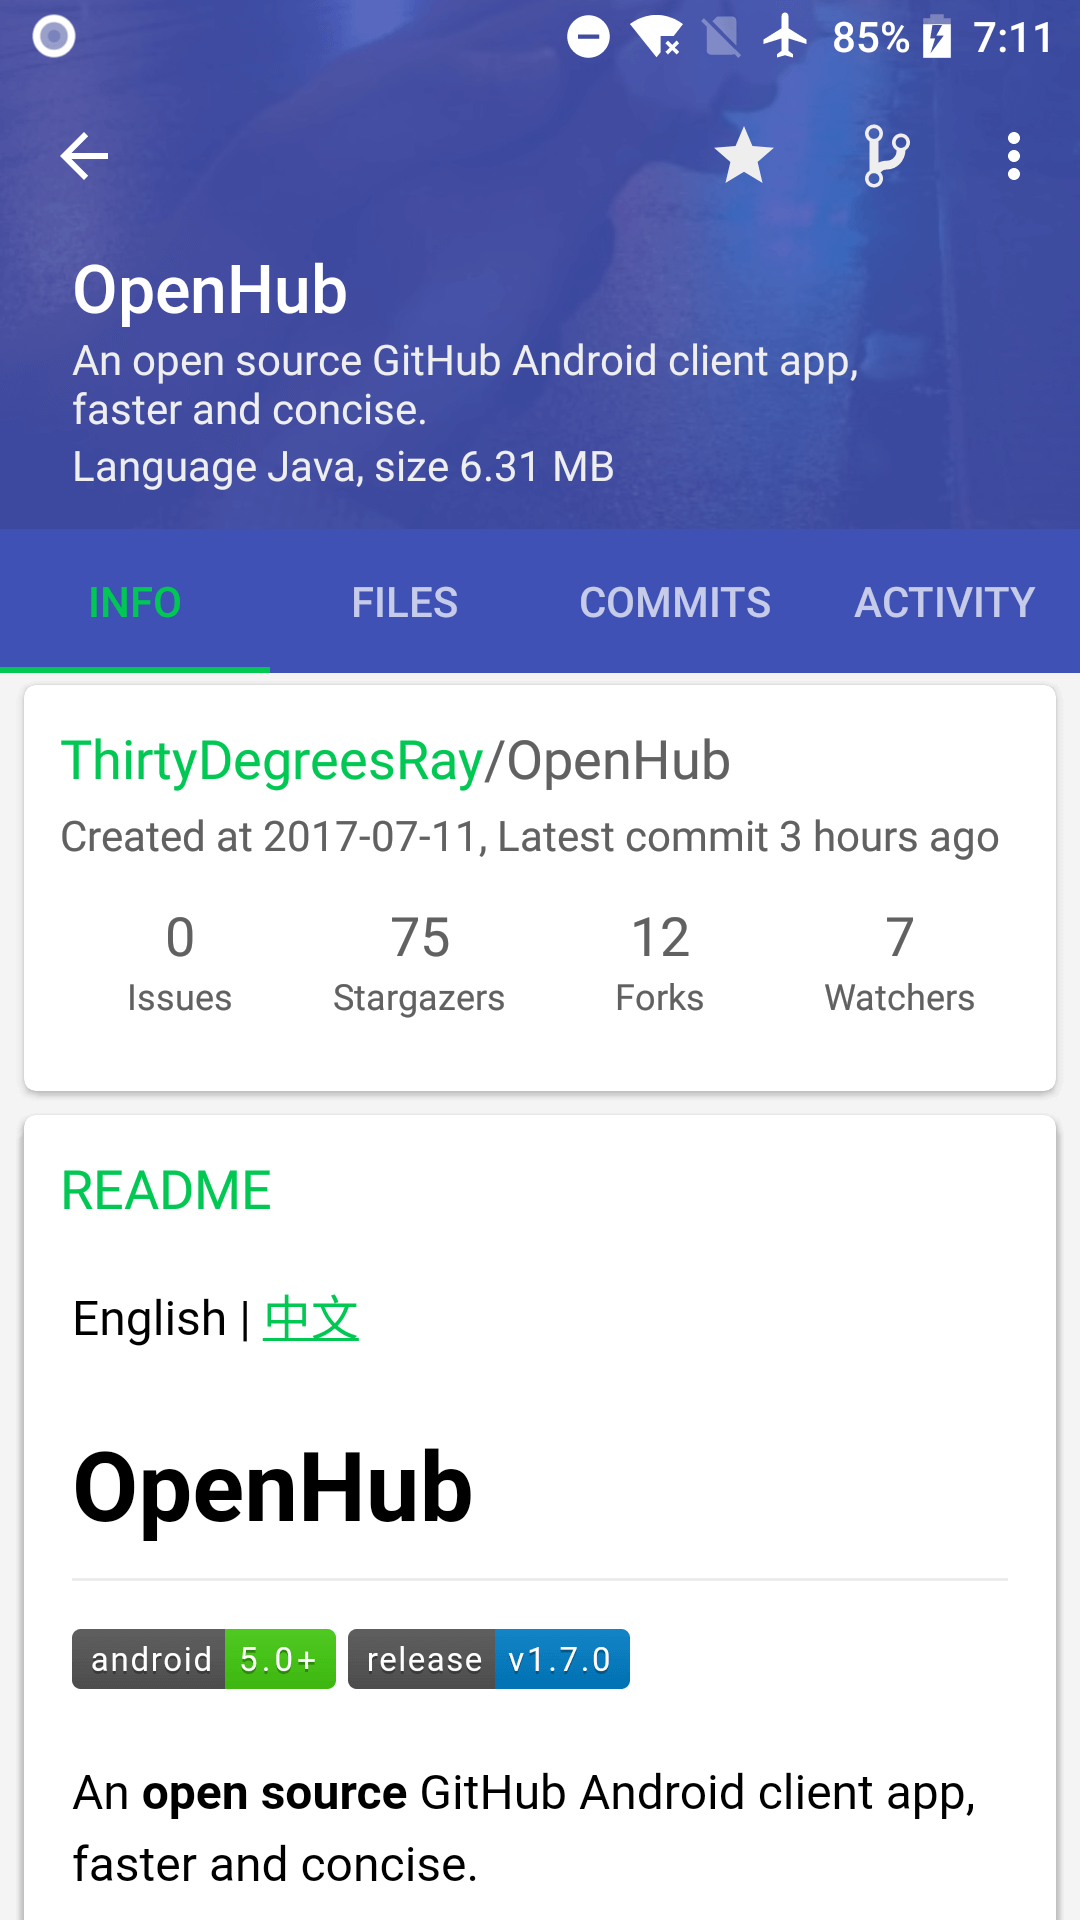 85% 7:11
OpenHub
An open source GitHub Android client app,
faster and concise.
Language Java, size 6.31 MB
INFO FILES COMMITS ACTIVITY
ThirtyDegreesRay/OpenHub
Created at 2017-07-11, Latest commit 3 hours ago
0 75 12 7
Issues Stargazers Forks Watchers
README
English | 中文
OpenHub
android 5.0+ release v1.7.0
An open source GitHub Android client app,
faster and concise.